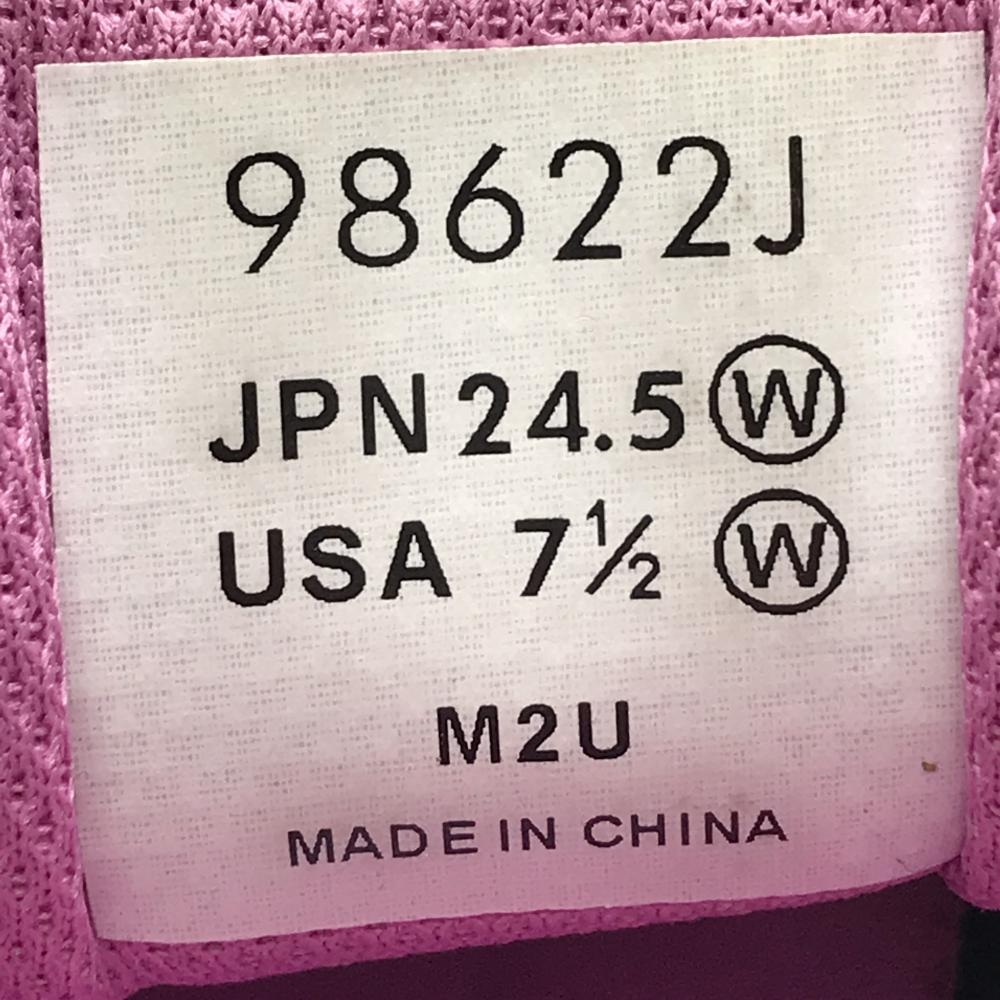 98622J
JPN 24.5 Ⓦ
USA 7½ Ⓦ
M2U
MADE IN CHINA